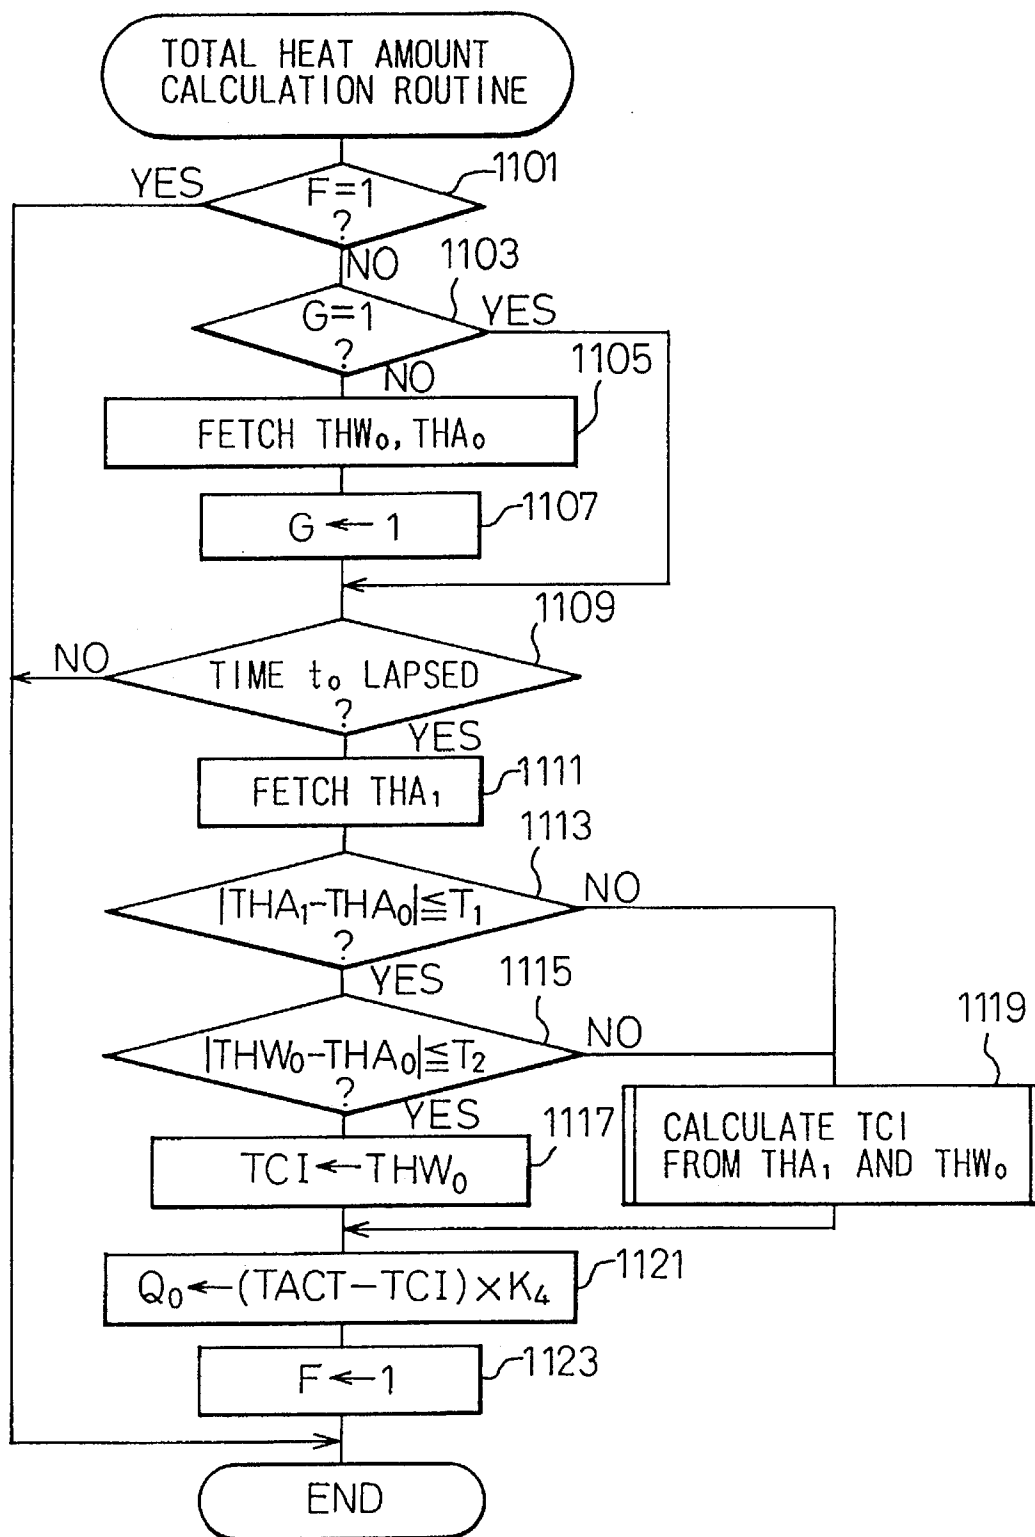 TOTAL HEAT AMOUNT
CALCULATION ROUTINE
1101
YES
F=1
?
NO
1103
G=1
?
YES
NO
1105
FETCH THW₀, THA₀
1107
G ← 1
1109
NO
TIME t₀ LAPSED
?
YES
1111
FETCH THA₁
1113
|THA₁-THA₀|≦T₁
?
NO
YES
1115
|THW₀-THA₀|≦T₂
?
NO
YES
1119
CALCULATE TCI
FROM THA₁ AND THW₀
1117
TCI←THW₀
1121
Q₀←(TACT-TCI)×K₄
1123
F←1
END